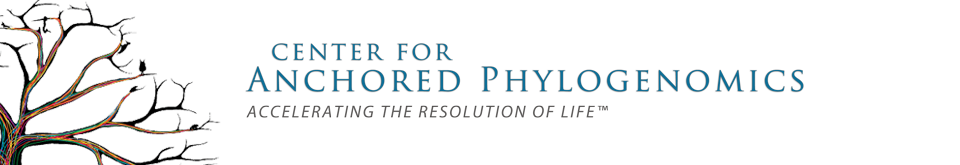 CENTER FOR
ANCHORED PHYLOGENOMICS
ACCELERATING THE RESOLUTION OF LIFE™